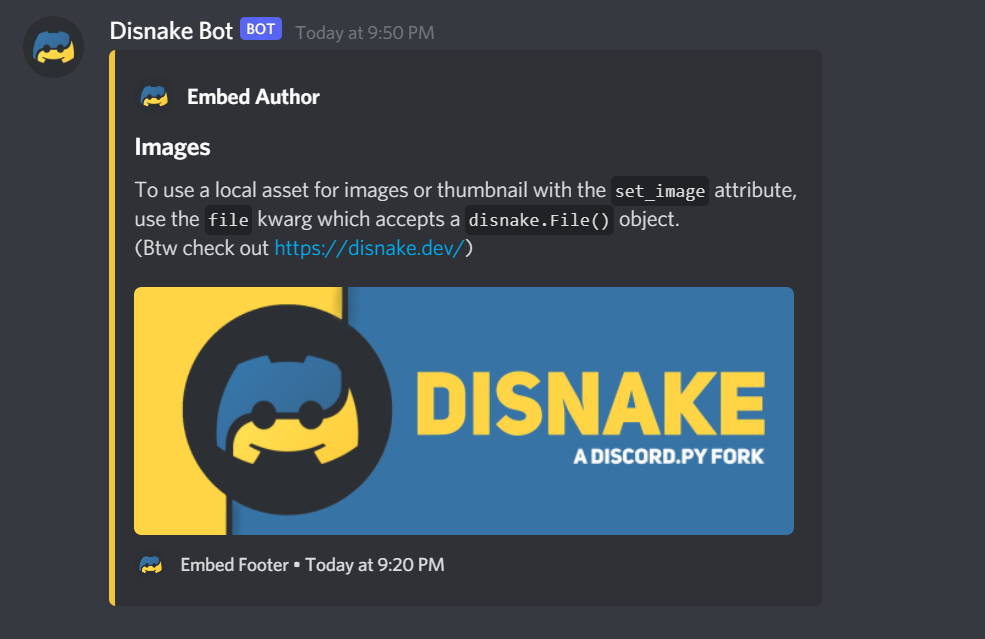 Disnake Bot BOT Today at 9:50 PM
Embed Author
Images
To use a local asset for images or thumbnail with the set_image attribute,
use the file kwarg which accepts a disnake.File() object.
(Btw check out https://disnake.dev/)
DISNAKE
A DISCORD.PY FORK
Embed Footer • Today at 9:20 PM